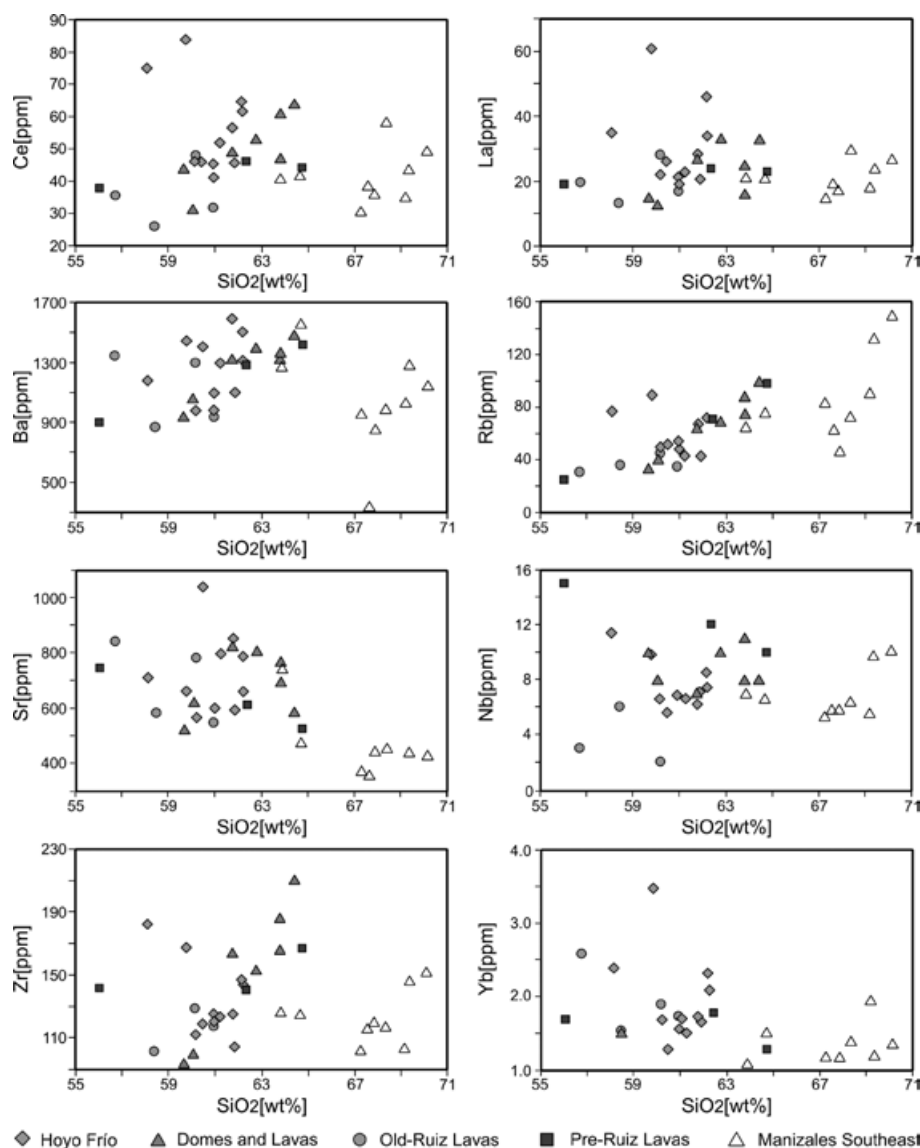 Ce[ppm]
90
80
70
60
50
40
30
20
55 59 63 67 71
SiO2[wt%]
La[ppm]
60
40
20
0
55 59 63 67 71
SiO2[wt%]
Ba[ppm]
1700
1300
900
500
55 59 63 67 71
SiO2[wt%]
Rb[ppm]
160
120
80
40
0
55 59 63 67 71
SiO2[wt%]
Sr[ppm]
1000
800
600
400
55 59 63 67 71
SiO2[wt%]
Nb[ppm]
16
12
8
4
0
55 59 63 67 71
SiO2[wt%]
Zr[ppm]
230
190
150
110
55 59 63 67 71
SiO2[wt%]
Yb[ppm]
4.0
3.0
2.0
1.0
55 59 63 67 71
SiO2[wt%]
Hoyo Frío Domes and Lavas Old-Ruiz Lavas Pre-Ruiz Lavas Manizales Southeast